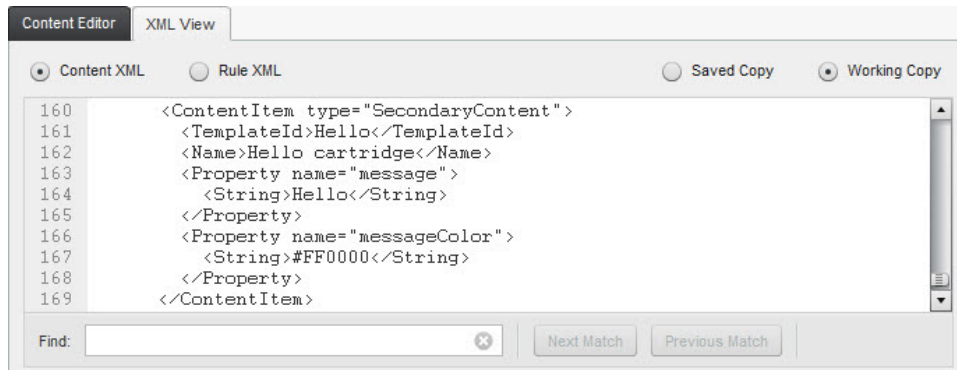 Content Editor XML View
Content XML Rule XML Saved Copy Working Copy
160 <ContentItem type="SecondaryContent">
161 <TemplateId>Hello</TemplateId>
162 <Name>Hello cartridge</Name>
163 <Property name="message">
164 <String>Hello</String>
165 </Property>
166 <Property name="messageColor">
167 <String>#FF0000</String>
168 </Property>
169 </ContentItem>
Find: Next Match Previous Match